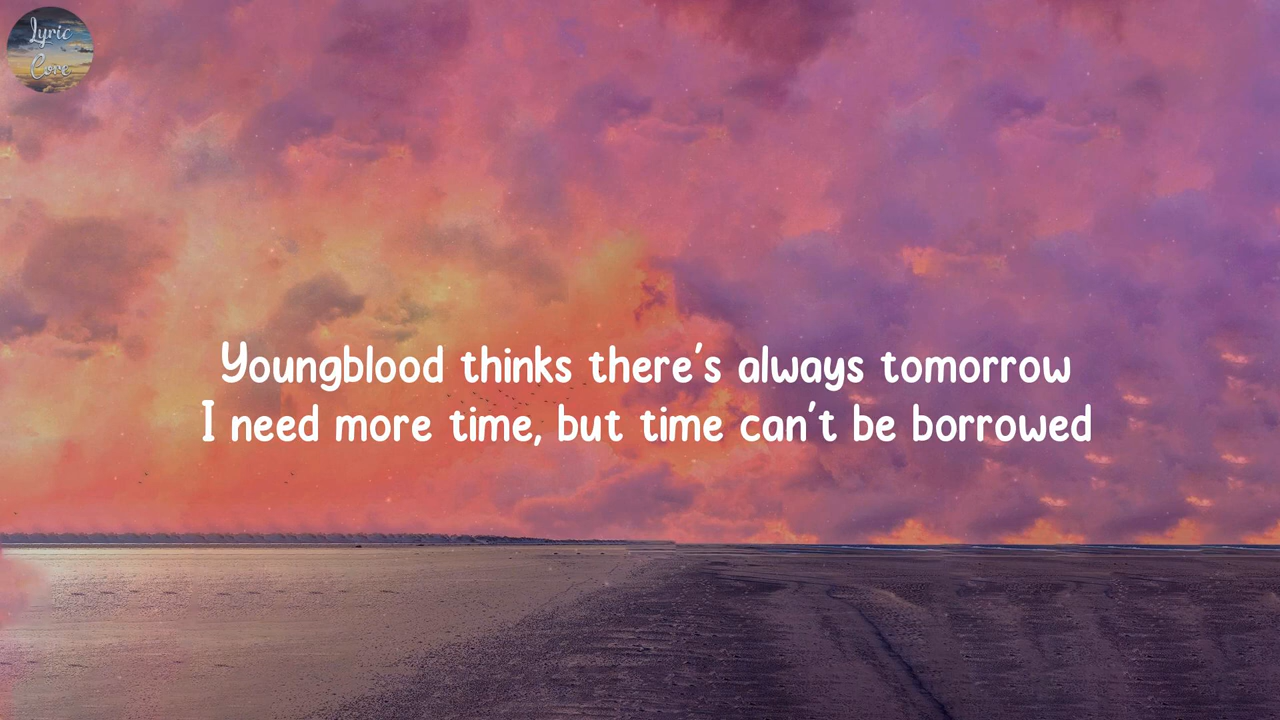 Lyric
Core
Youngblood thinks there's always tomorrow
I need more time, but time can't be borrowed